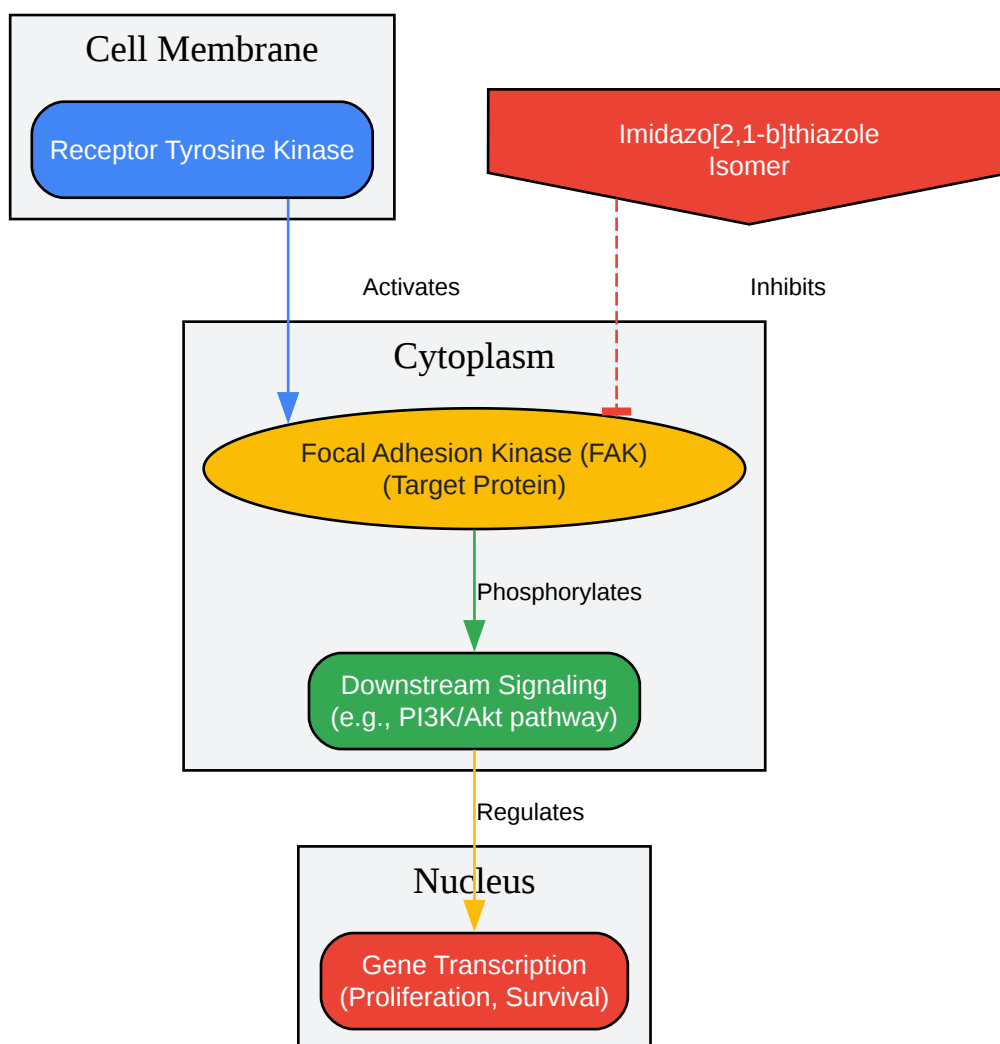 Cell Membrane
Receptor Tyrosine Kinase
Imidazo[2,1-b]thiazole
Isomer
Activates
Inhibits
Cytoplasm
Focal Adhesion Kinase (FAK)
(Target Protein)
Phosphorylates
Downstream Signaling
(e.g., PI3K/Akt pathway)
Regulates
Nucleus
Gene Transcription
(Proliferation, Survival)